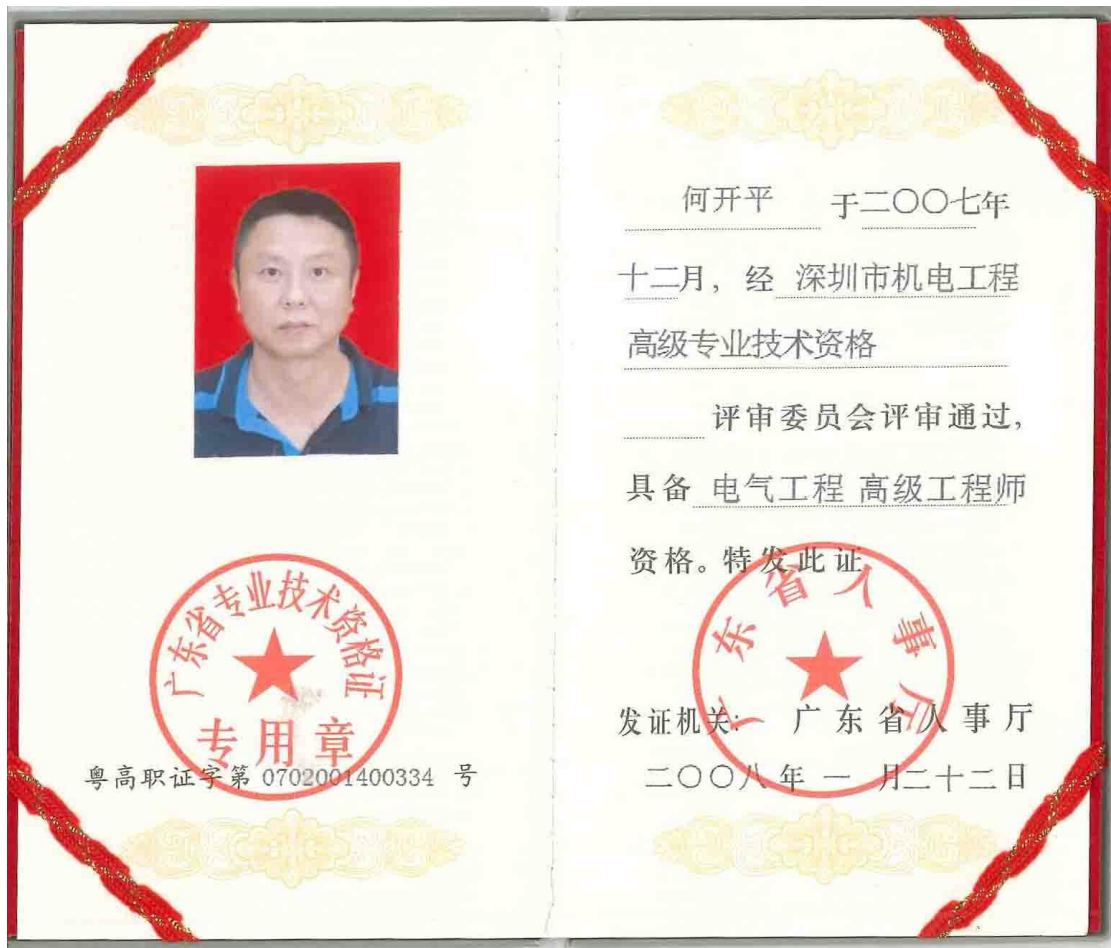 广东省专业技术资格证
专用章
粤高职证字第 0702001400334 号
何开平 于二〇〇七年
十二月，经 深圳市机电工程
高级专业技术资格
评审委员会评审通过，
具备 电气工程 高级工程师
资格。特发此证
广东省人事厅
发证机关： 广东省人事厅
二〇〇八年 一 月二十二日